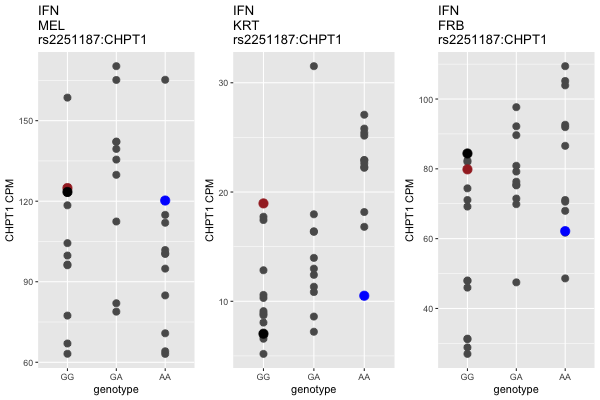 IFN
MEL
rs2251187:CHPT1
CHPT1 CPM
150
120
90
60
GG
GA
AA
genotype
IFN
KRT
rs2251187:CHPT1
CHPT1 CPM
30
20
10
GG
GA
AA
genotype
IFN
FRB
rs2251187:CHPT1
CHPT1 CPM
100
80
60
40
GG
GA
AA
genotype